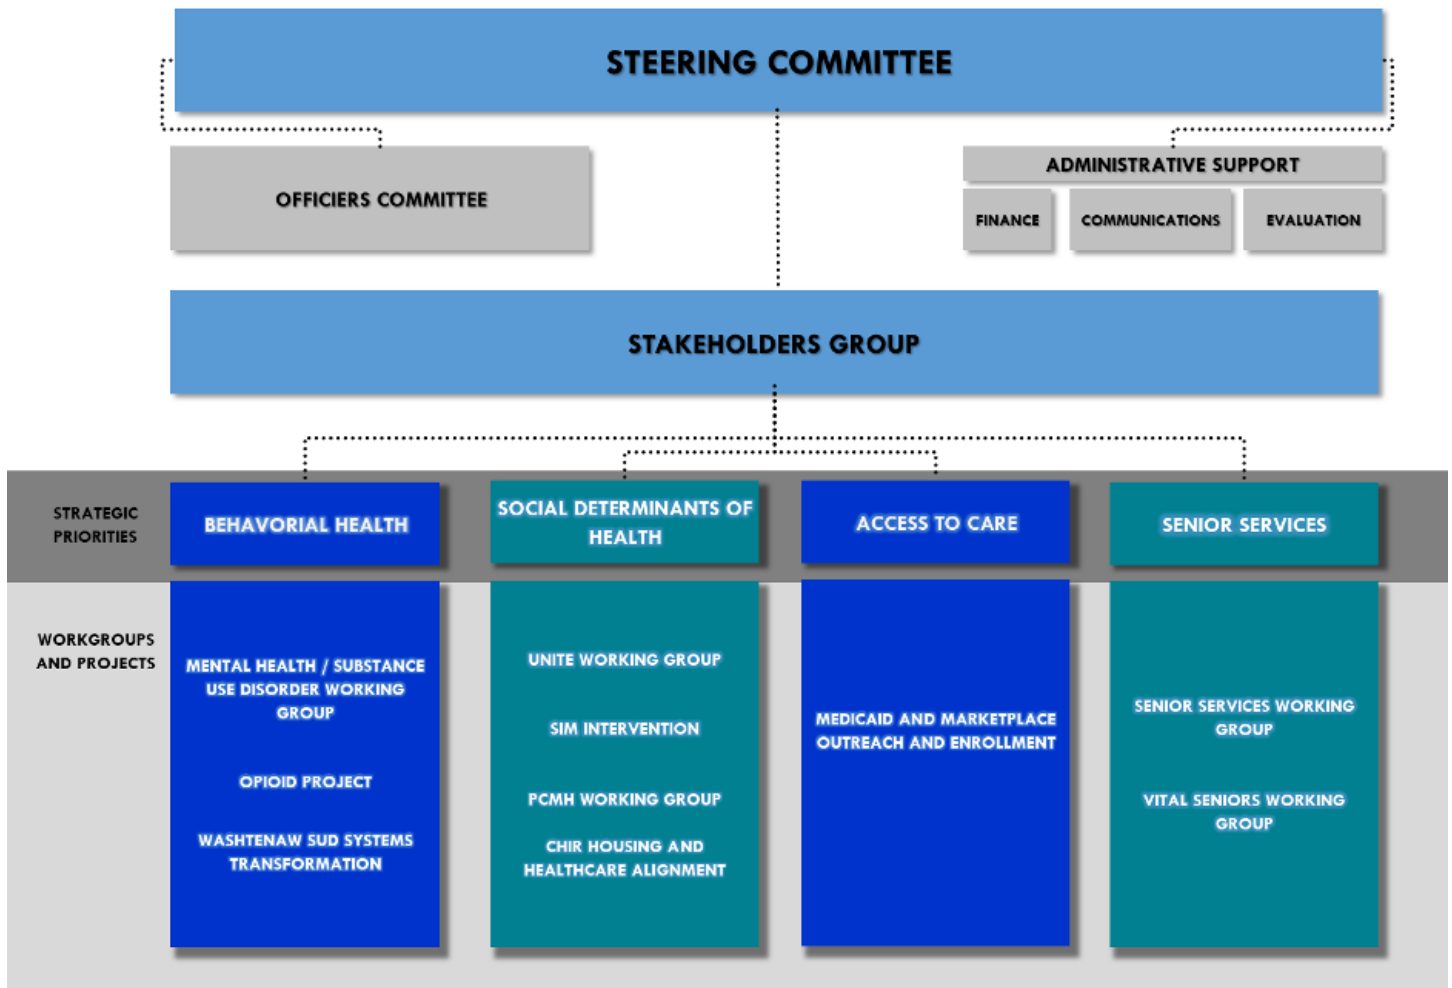 STEERING COMMITTEE
OFFICIERS COMMITTEE
ADMINISTRATIVE SUPPORT
FINANCE
COMMUNICATIONS
EVALUATION
STAKEHOLDERS GROUP
STRATEGIC
PRIORITIES
BEHAVORIAL HEALTH
SOCIAL DETERMINANTS OF
HEALTH
ACCESS TO CARE
SENIOR SERVICES
WORKGROUPS
AND PROJECTS
MENTAL HEALTH / SUBSTANCE
USE DISORDER WORKING
GROUP
OPIOID PROJECT
WASHTENAW SUD SYSTEMS
TRANSFORMATION
UNITE WORKING GROUP
SIM INTERVENTION
PCMH WORKING GROUP
CHIR HOUSING AND
HEALTHCARE ALIGNMENT
MEDICAID AND MARKETPLACE
OUTREACH AND ENROLLMENT
SENIOR SERVICES WORKING
GROUP
VITAL SENIORS WORKING
GROUP